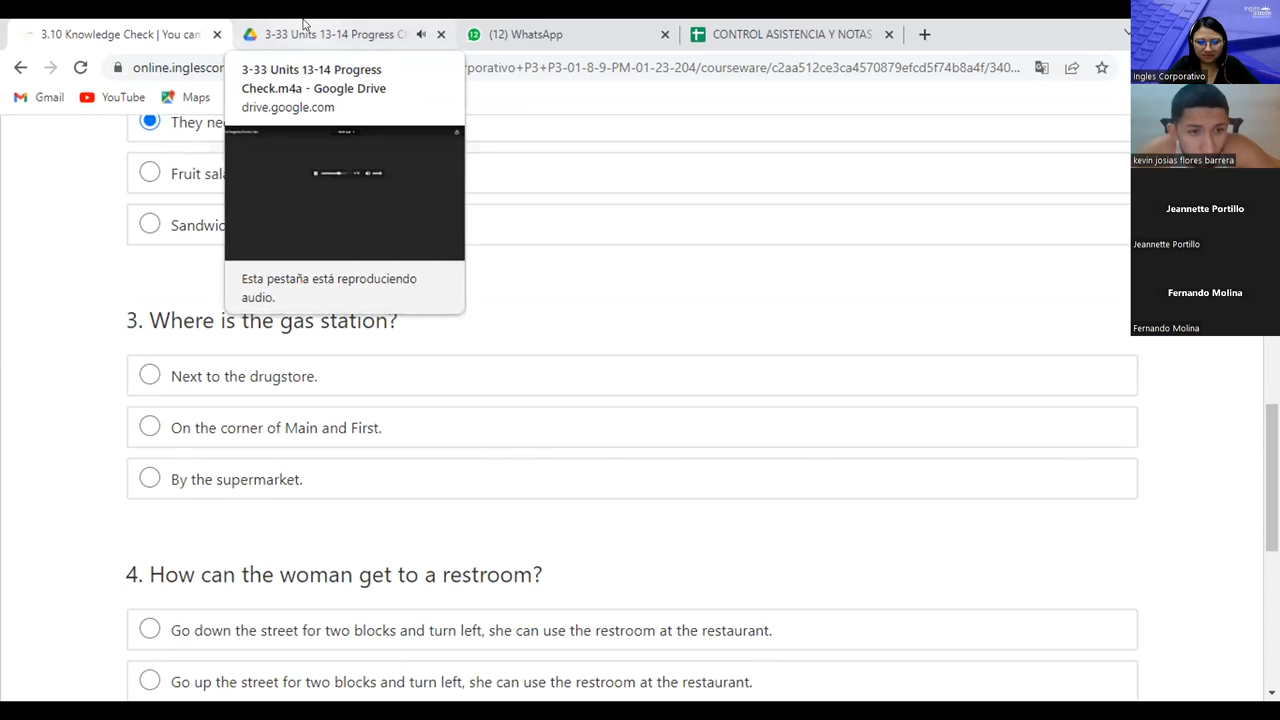 3.10 Knowledge Check | You can
3-33 Units 13-14 Progress C
(12) WhatsApp
CONTROL ASISTENCIA Y NOTAS
online.inglescor
rporativo+P3+P3-01-8-9-PM-01-23-204/courseware/c2aa512ce3ca4570879efcd5f74b8a4f/340...
Gmail
YouTube
Maps
3-33 Units 13-14 Progress
Check.m4a - Google Drive
drive.google.com
Esta pestaña está reproduciendo
audio.
They ne
Fruit sal
Sandwic
3. Where is the gas station?
Next to the drugstore.
On the corner of Main and First.
By the supermarket.
4. How can the woman get to a restroom?
Go down the street for two blocks and turn left, she can use the restroom at the restaurant.
Go up the street for two blocks and turn left, she can use the restroom at the restaurant.
Ingles Corporativo
kevin josias flores barrera
Jeannette Portillo
Jeannette Portillo
Fernando Molina
Fernando Molina